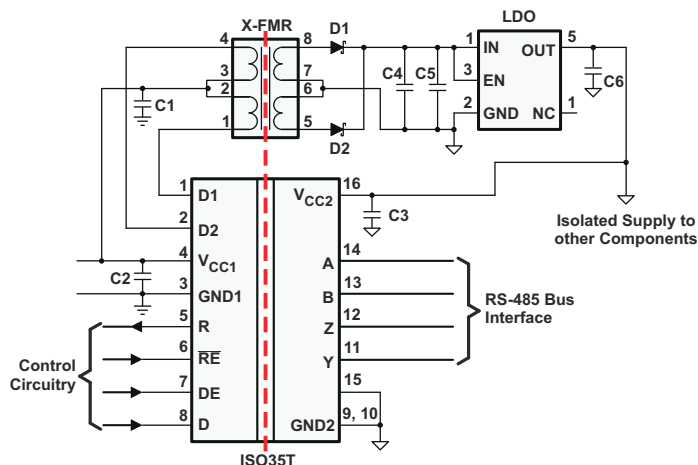 X-FMR
D1
LDO
4
8
1
IN
OUT
5
3
7
C4
C5
3
EN
C6
2
6
C1
2
GND
NC
1
1
5
D2
1
D1
16
VCC2
2
D2
C3
Isolated Supply to
other Components
4
VCC1
14
A
C2
3
GND1
13
B
RS-485 Bus
Interface
5
R
12
Z
Control
Circuitry
6
RE
11
Y
7
DE
15
8
D
9, 10
GND2
ISO35T